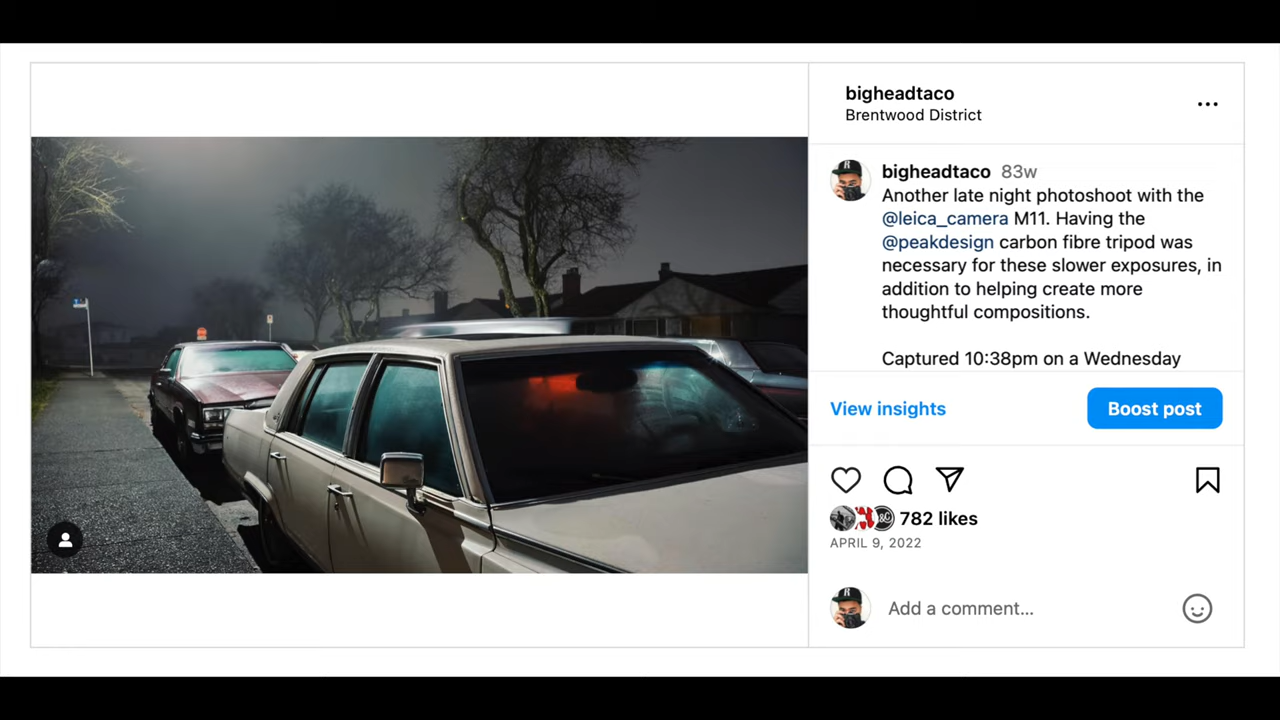 bigheadtaco
Brentwood District
bigheadtaco 83w
Another late night photoshoot with the
@leica_camera M11. Having the
@peakdesign carbon fibre tripod was
necessary for these slower exposures, in
addition to helping create more
thoughtful compositions.
Captured 10:38pm on a Wednesday
View insights
Boost post
782 likes
APRIL 9, 2022
Add a comment...